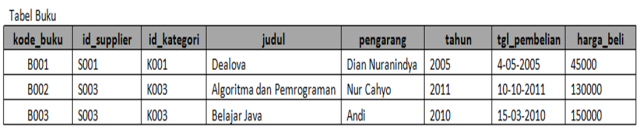 Tabel Buku
kode_buku id_supplier id_kategori judul pengarang tahun tgl_pembelian harga_beli
B001 S001 K001 Dealova Dian Nuranindya 2005 4-05-2005 45000
B002 S003 K003 Algoritma dan Pemrograman Nur Cahyo 2011 10-10-2011 130000
B003 S003 K003 Belajar Java Andi 2010 15-03-2010 150000